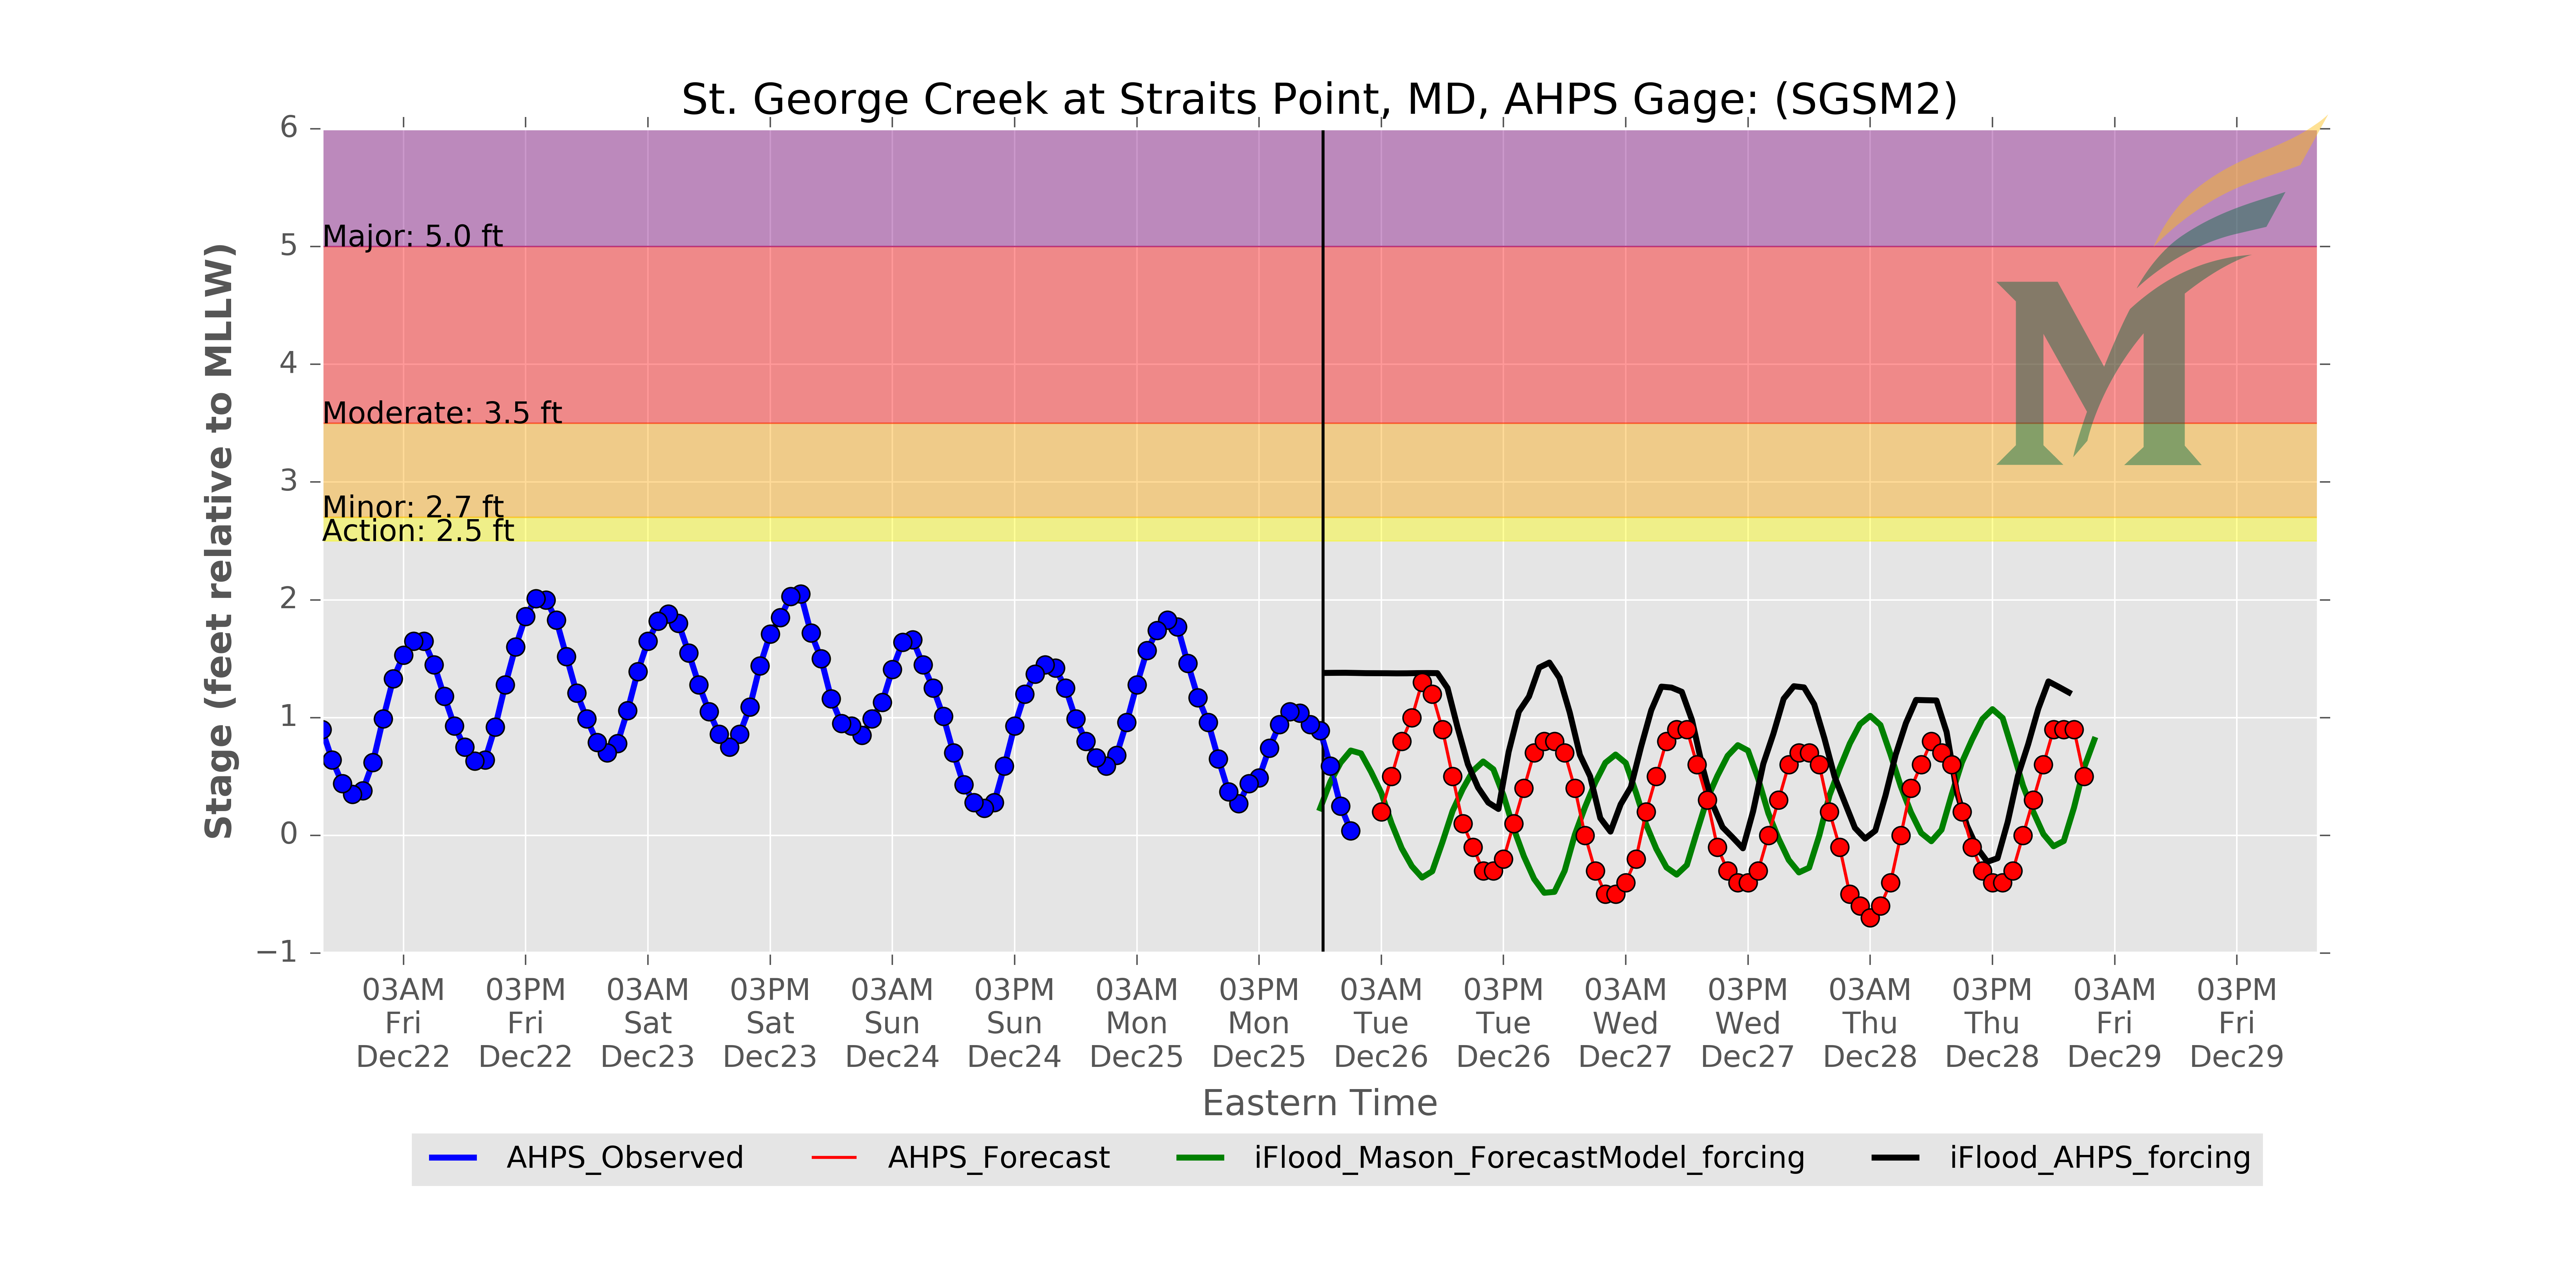 St. George Creek at Straits Point, MD, AHPS Gage: (SGSM2)
Stage (feet relative to MLLW)
6
5
4
3
2
1
0
−1
Major: 5.0 ft
Moderate: 3.5 ft
Minor: 2.7 ft
Action: 2.5 ft
M
03AM 03PM 03AM 03PM 03AM 03PM 03AM 03PM 03AM 03PM 03AM 03PM 03AM 03PM 03AM 03PM
Fri Fri Sat Sat Sun Sun Mon Mon Tue Tue Wed Wed Thu Thu Fri Fri
Dec22 Dec22 Dec23 Dec23 Dec24 Dec24 Dec25 Dec25 Dec26 Dec26 Dec27 Dec27 Dec28 Dec28 Dec29 Dec29
Eastern Time
AHPS_Observed AHPS_Forecast iFlood_Mason_ForecastModel_forcing iFlood_AHPS_forcing